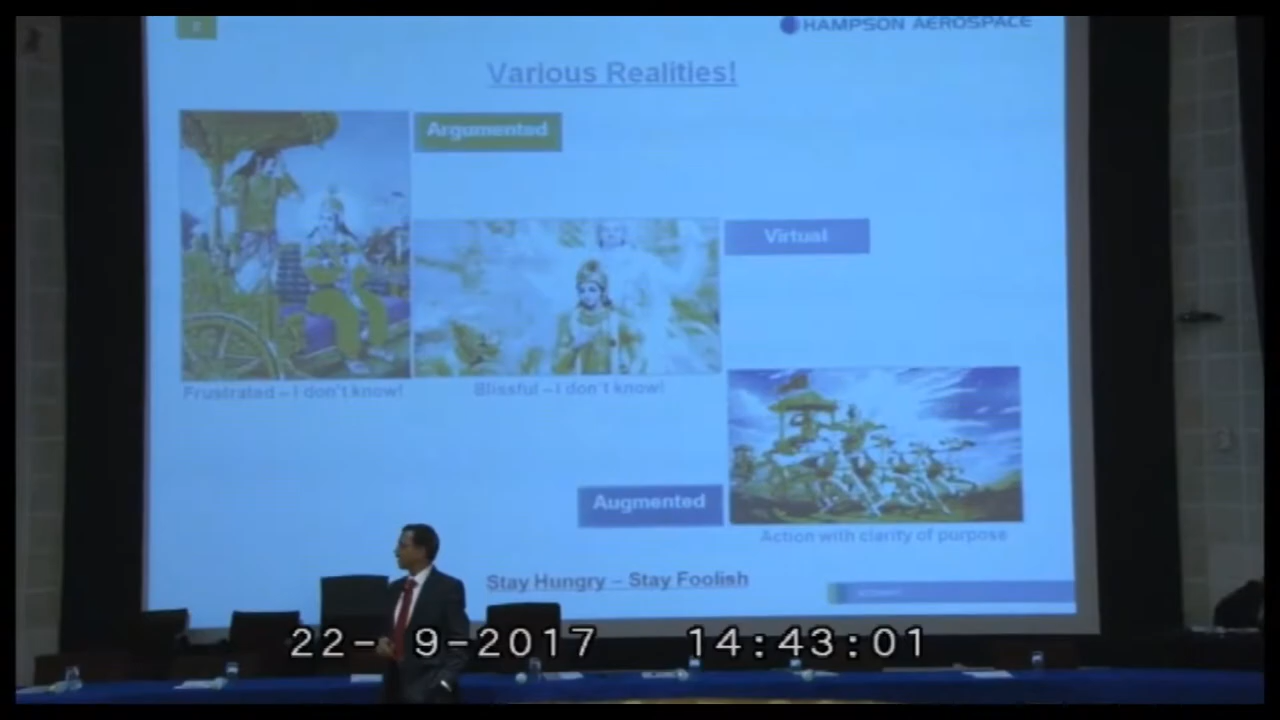 HAMPSON AEROSPACE
Various Realities!
Argumented
Virtual
Frustrated – I don't know!
Blissful – I don't know!
Augmented
Action with clarity of purpose
Stay Hungry – Stay Foolish
22- 9-2017 14:43:01